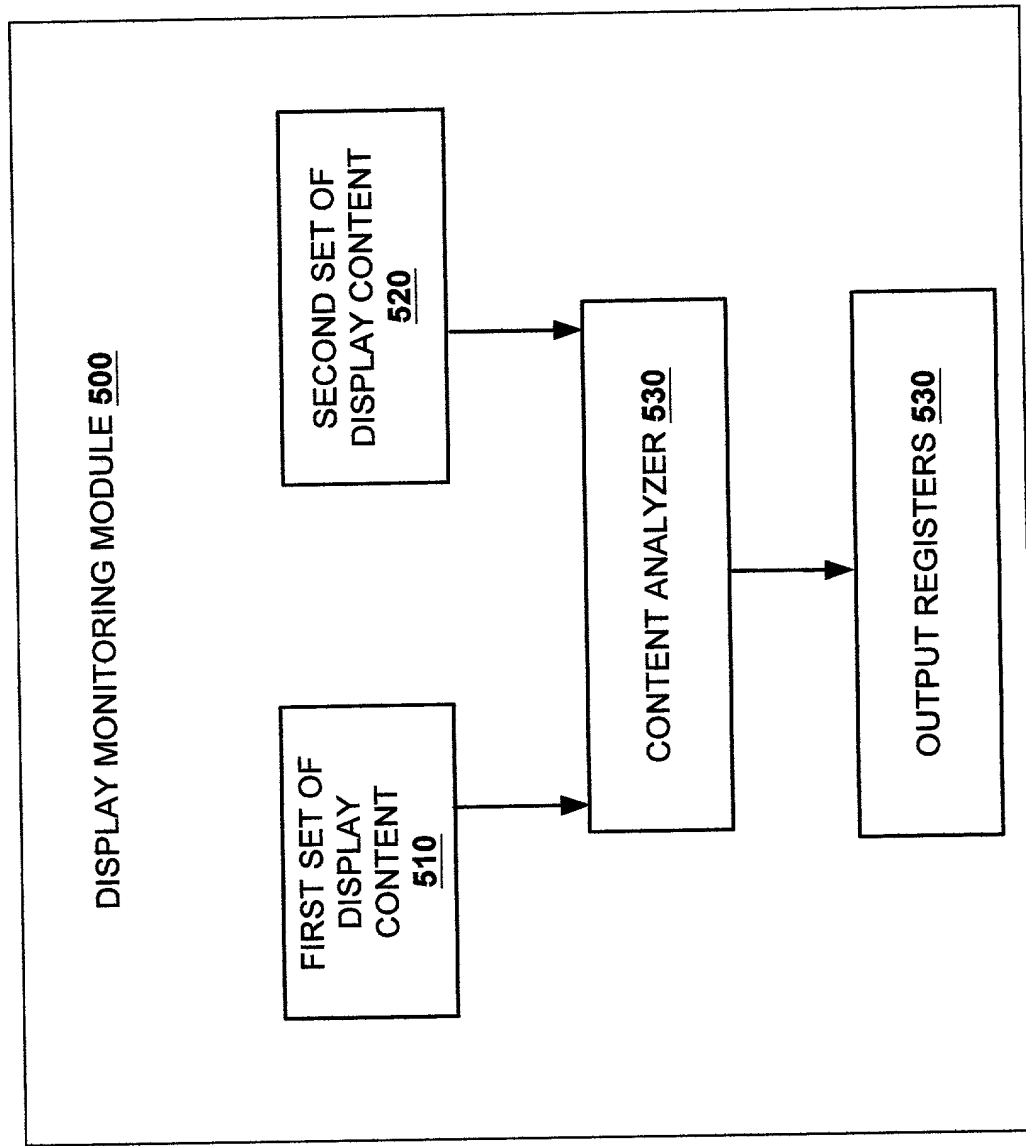 DISPLAY MONITORING MODULE 500
FIRST SET OF
DISPLAY
CONTENT
510
SECOND SET OF
DISPLAY CONTENT
520
CONTENT ANALYZER 530
OUTPUT REGISTERS 530